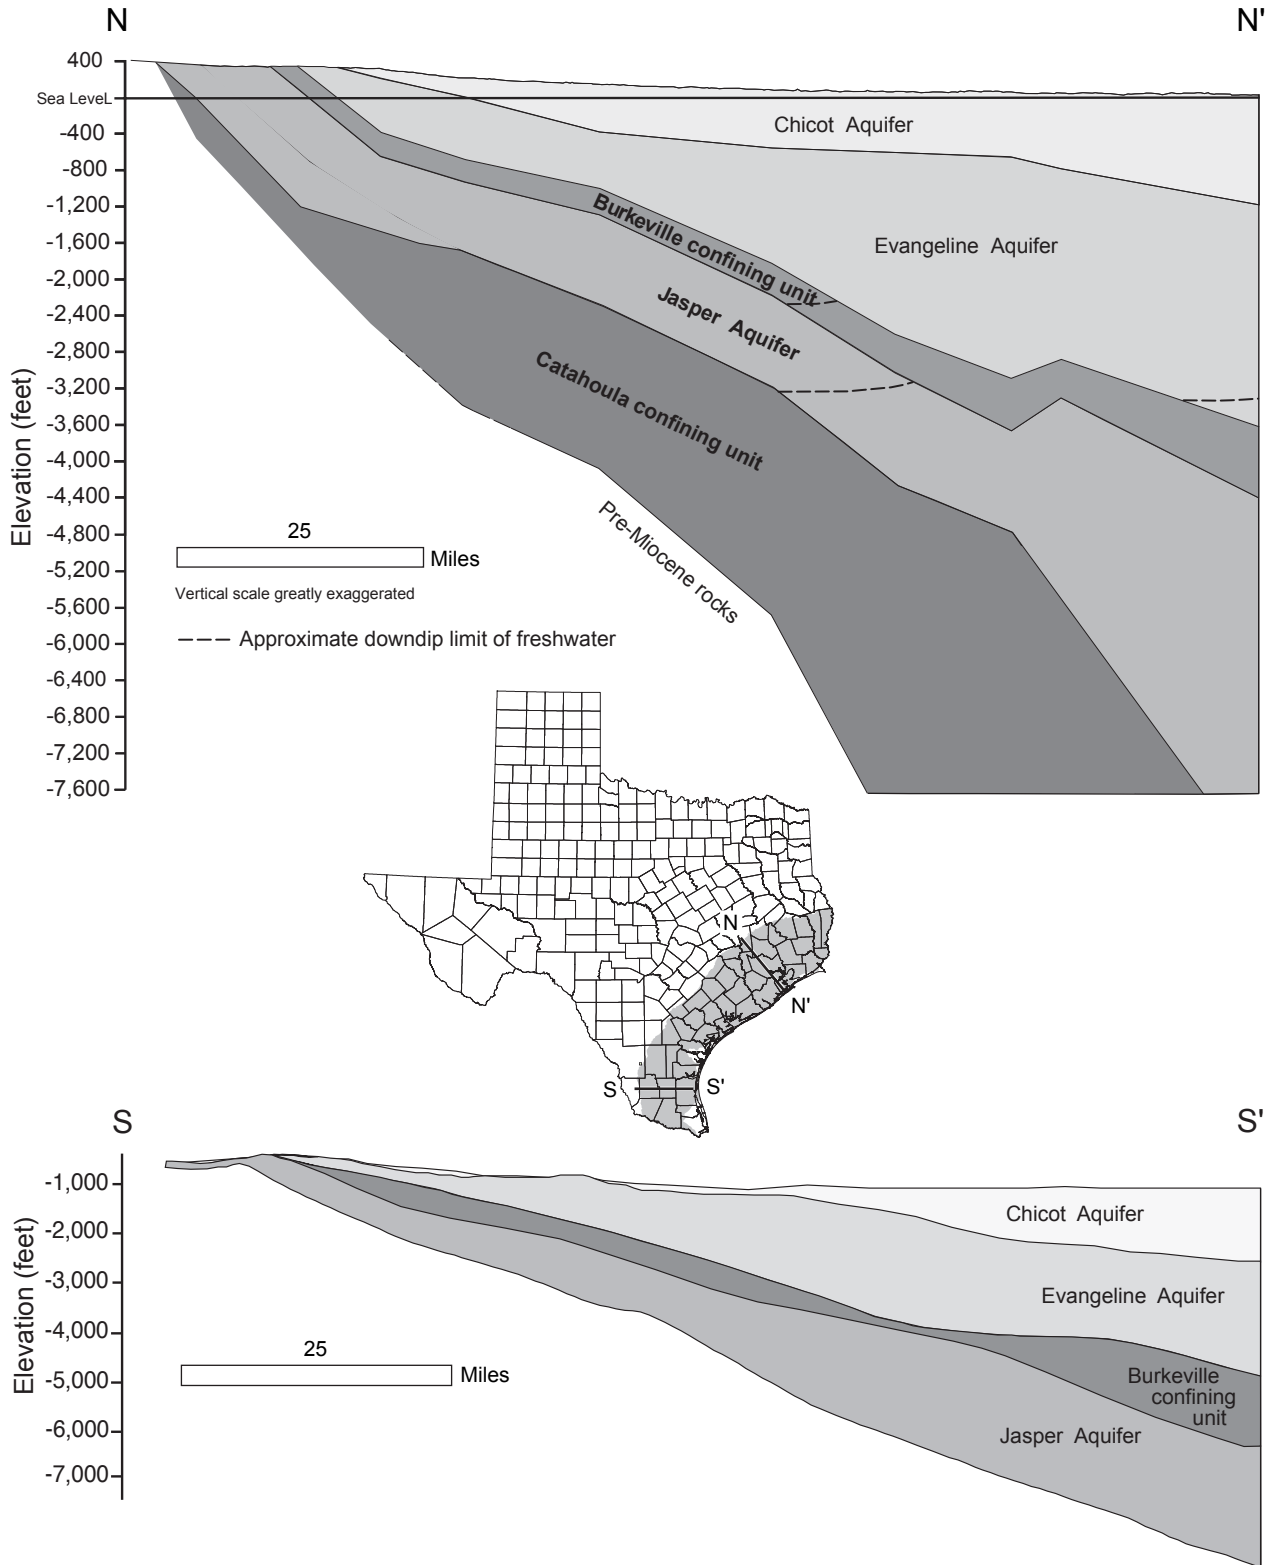 N
N'
400
Sea LeveL
-400
-800
-1,200
-1,600
-2,000
-2,400
-2,800
-3,200
-3,600
-4,000
-4,400
-4,800
-5,200
-5,600
-6,000
-6,400
-6,800
-7,200
-7,600
Elevation (feet)
Chicot Aquifer
Evangeline Aquifer
Burkeville confining unit
Jasper Aquifer
Catahoula confining unit
Pre-Miocene rocks
25
Miles
Vertical scale greatly exaggerated
Approximate downdip limit of freshwater
N
N'
S
S'
S
S'
-1,000
-2,000
-3,000
-4,000
-5,000
-6,000
-7,000
Elevation (feet)
Chicot Aquifer
Evangeline Aquifer
Burkeville
confining
unit
Jasper Aquifer
25
Miles